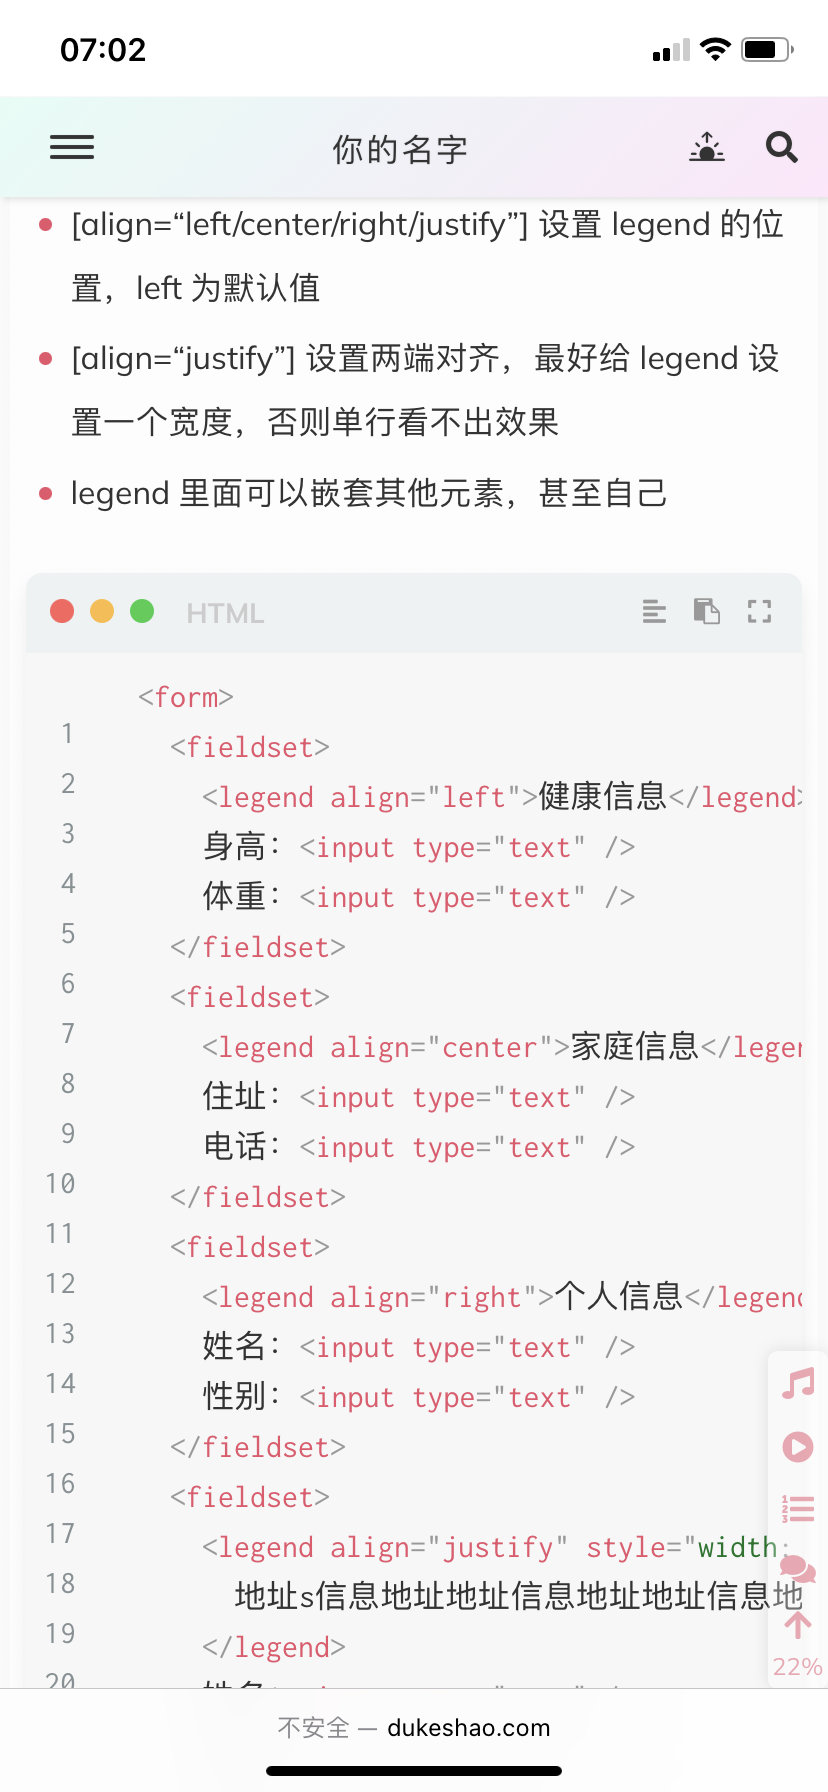 07:02
你的名字
[align=“left/center/right/justify”] 设置 legend 的位
置，left 为默认值
[align=“justify”] 设置两端对齐，最好给 legend 设
置一个宽度，否则单行看不出效果
legend 里面可以嵌套其他元素，甚至自己
HTML
<form>
1
<fieldset>
2
<legend align="left">健康信息</legend>
3
身高：<input type="text" />
4
体重：<input type="text" />
5
</fieldset>
6
<fieldset>
7
<legend align="center">家庭信息</legen
8
住址：<input type="text" />
9
电话：<input type="text" />
10
</fieldset>
11
<fieldset>
12
<legend align="right">个人信息</legend
13
姓名：<input type="text" />
14
性别：<input type="text" />
15
</fieldset>
16
<fieldset>
17
<legend align="justify" style="width:
18
地址s信息地址地址信息地址地址信息地
19
</legend>
20
22%
不安全 — dukeshao.com